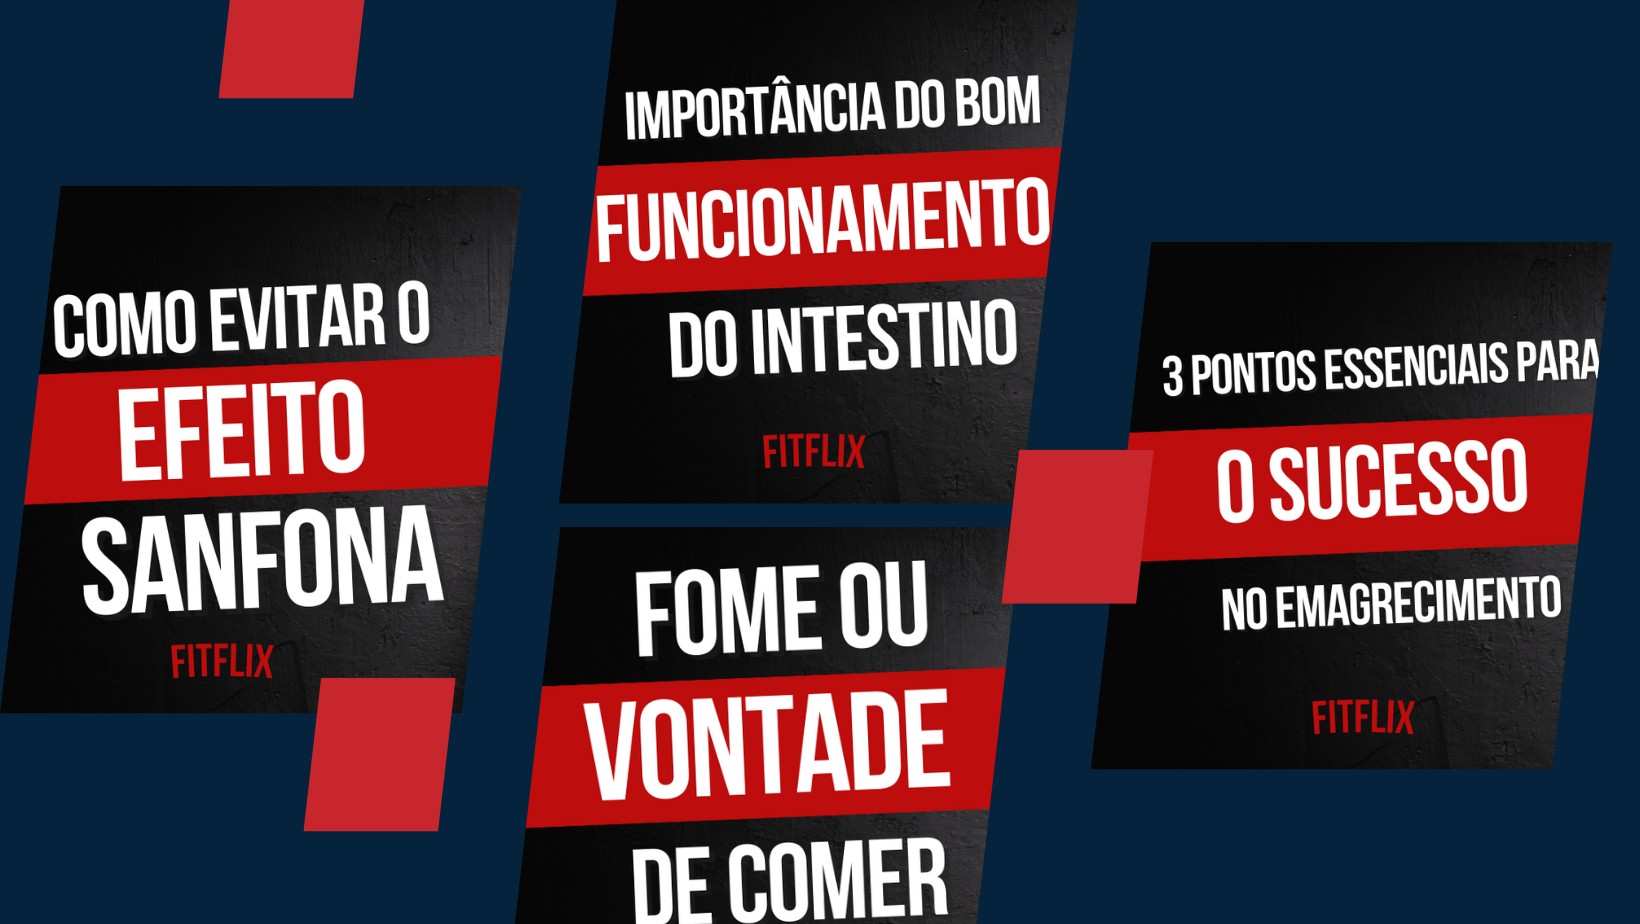 COMO EVITAR O
EFEITO
SANFONA
FITFLIX
IMPORTÂNCIA DO BOM
FUNCIONAMENTO
DO INTESTINO
FITFLIX
FOME OU
VONTADE
DE COMER
3 PONTOS ESSENCIAIS PARA
O SUCESSO
NO EMAGRECIMENTO
FITFLIX